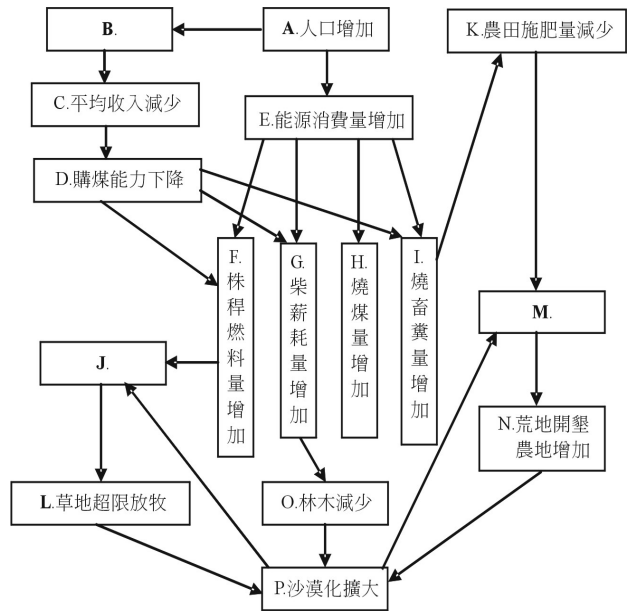 B.
A.人口增加
K.農田施肥量減少
C.平均收入減少
E.能源消費量增加
D.購煤能力下降
F.株稈燃料量增加
G.柴薪耗量增加
H.燒煤量增加
I.燒畜糞量增加
M.
J.
N.荒地開墾
農地增加
L.草地超限放牧
O.林木減少
P.沙漠化擴大